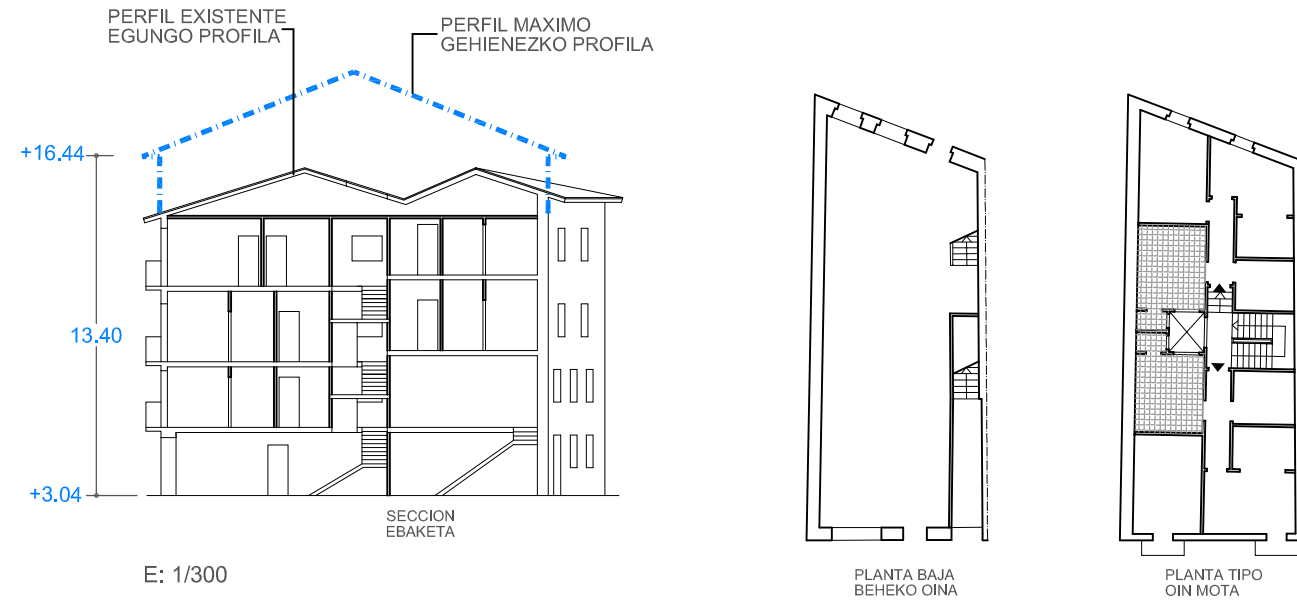 PERFIL EXISTENTE
EGUNGO PROFILA
PERFIL MAXIMO
GEHIENEZKO PROFILA
+16.44
13.40
+3.04
SECCION
EBAKETA
E: 1/300
PLANTA BAJA
BEHEKO OINA
PLANTA TIPO
OIN MOTA